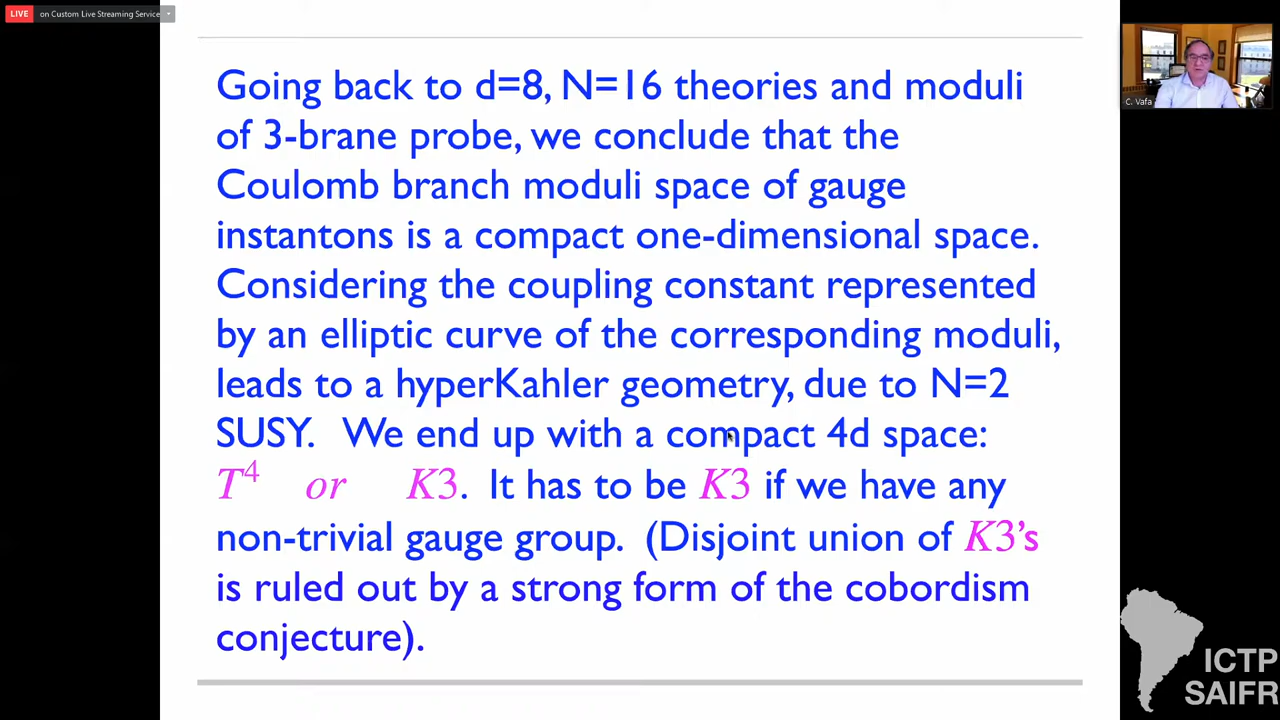 LIVE on Custom Live Streaming Service
Going back to d=8, N=16 theories and moduli
of 3-brane probe, we conclude that the
Coulomb branch moduli space of gauge
instantons is a compact one-dimensional space.
Considering the coupling constant represented
by an elliptic curve of the corresponding moduli,
leads to a hyperKahler geometry, due to N=2
SUSY. We end up with a compact 4d space:
T⁴ or K3. It has to be K3 if we have any
non-trivial gauge group. (Disjoint union of K3's
is ruled out by a strong form of the cobordism
conjecture).
C. Vafa
ICTP
SAIFR